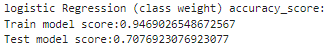 logistic Regression (class weight) accuracy_score:
Train model score:0.9469026548672567
Test model score:0.7076923076923077